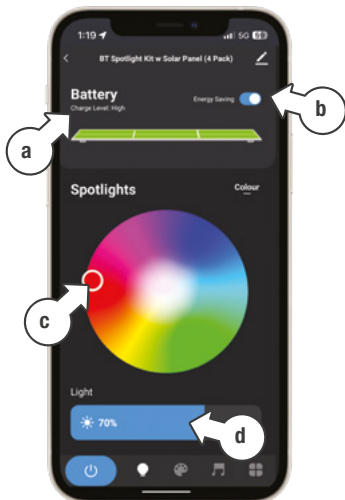 1:19 5G 69
BT Spotlight Kit w Solar Panel (4 Pack)
Battery
Charge Level: High
Energy Saving
b
a
Spotlights
Colour
c
Light
70%
d